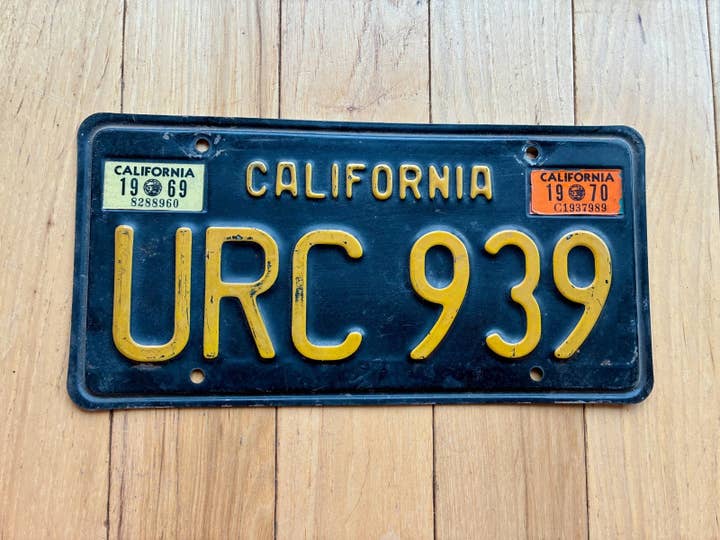 CALIFORNIA
19 69
8288960
CALIFORNIA
CALIFORNIA
19 70
C1937989
URC 939